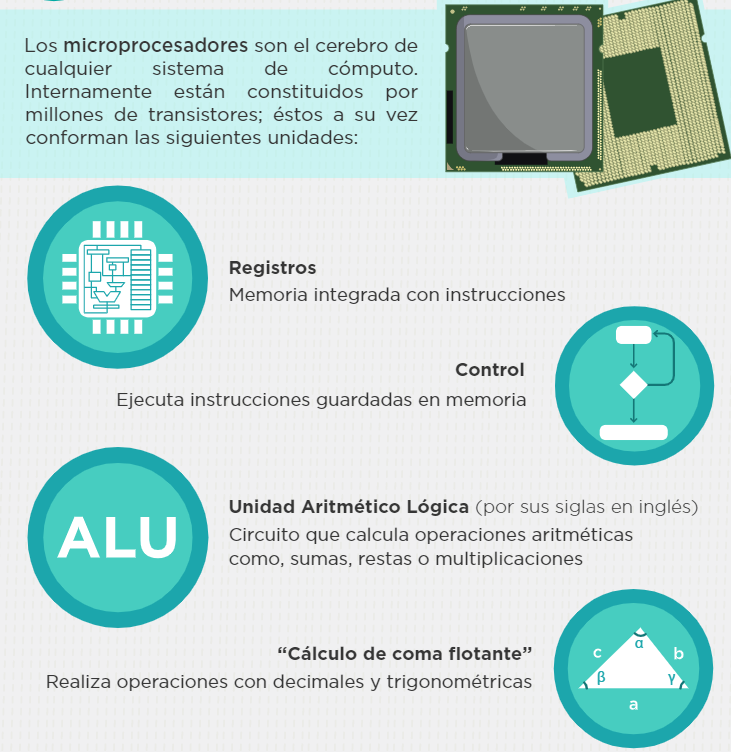 Los microprocesadores son el cerebro de
cualquier sistema de cómputo.
Internamente están constituidos por
millones de transistores; éstos a su vez
conforman las siguientes unidades:
Registros
Memoria integrada con instrucciones
Control
Ejecuta instrucciones guardadas en memoria
ALU
Unidad Aritmético Lógica (por sus siglas en inglés)
Circuito que calcula operaciones aritméticas
como, sumas, restas o multiplicaciones
“Cálculo de coma flotante”
Realiza operaciones con decimales y trigonométricas
α
c b
β γ
a